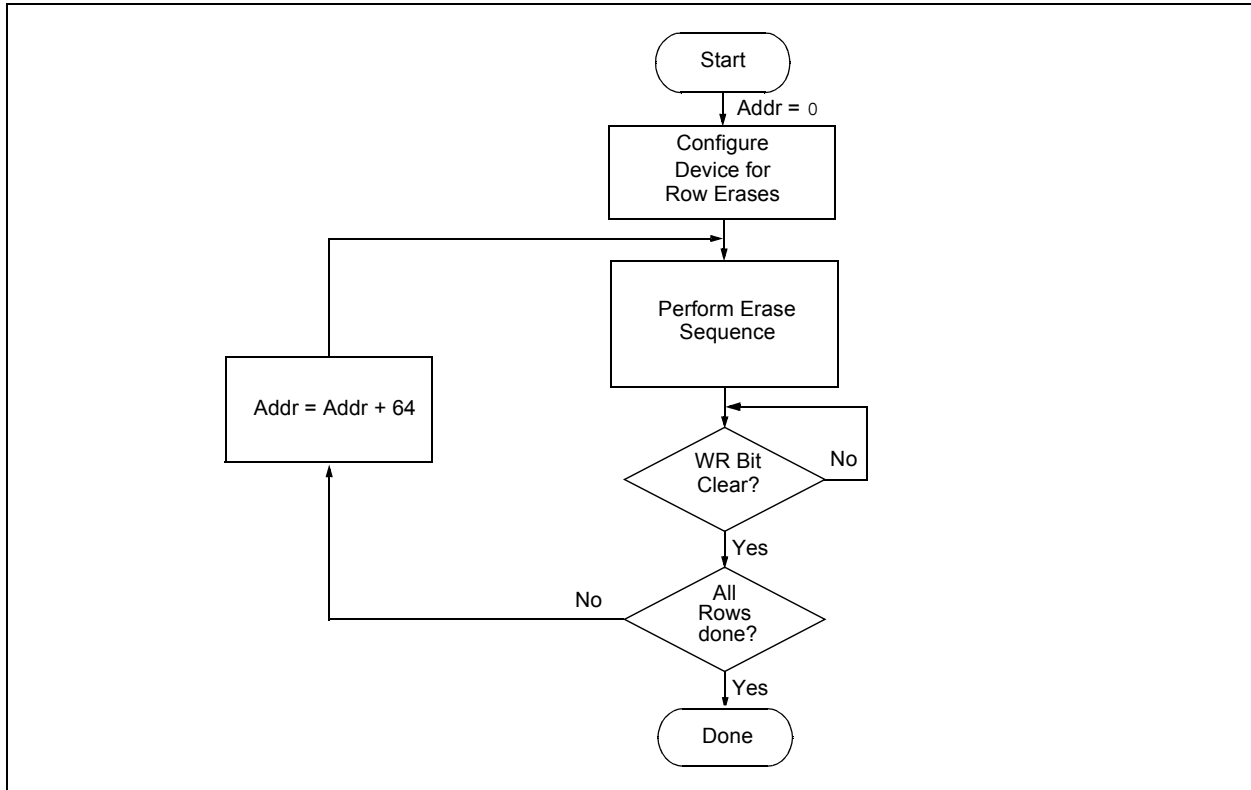 Start
Addr = 0
Configure
Device for
Row Erases
Perform Erase
Sequence
Addr = Addr + 64
WR Bit
Clear?
No
Yes
All
Rows
done?
No
Yes
Done